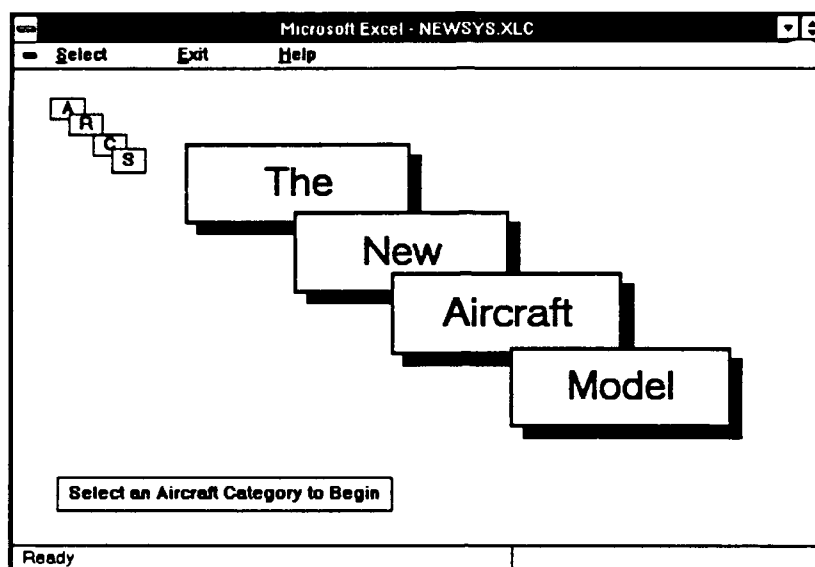 Microsoft Excel - NEWSYS.XLC
Select Exit Help
A
R
C
S
The
New
Aircraft
Model
Select an Aircraft Category to Begin
Ready